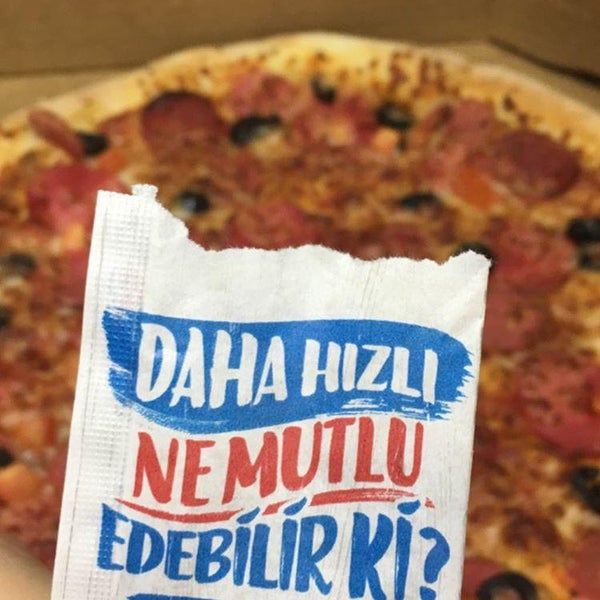 DAHA HIZLI
NE MUTLU
EDEBİLİR Kİ?